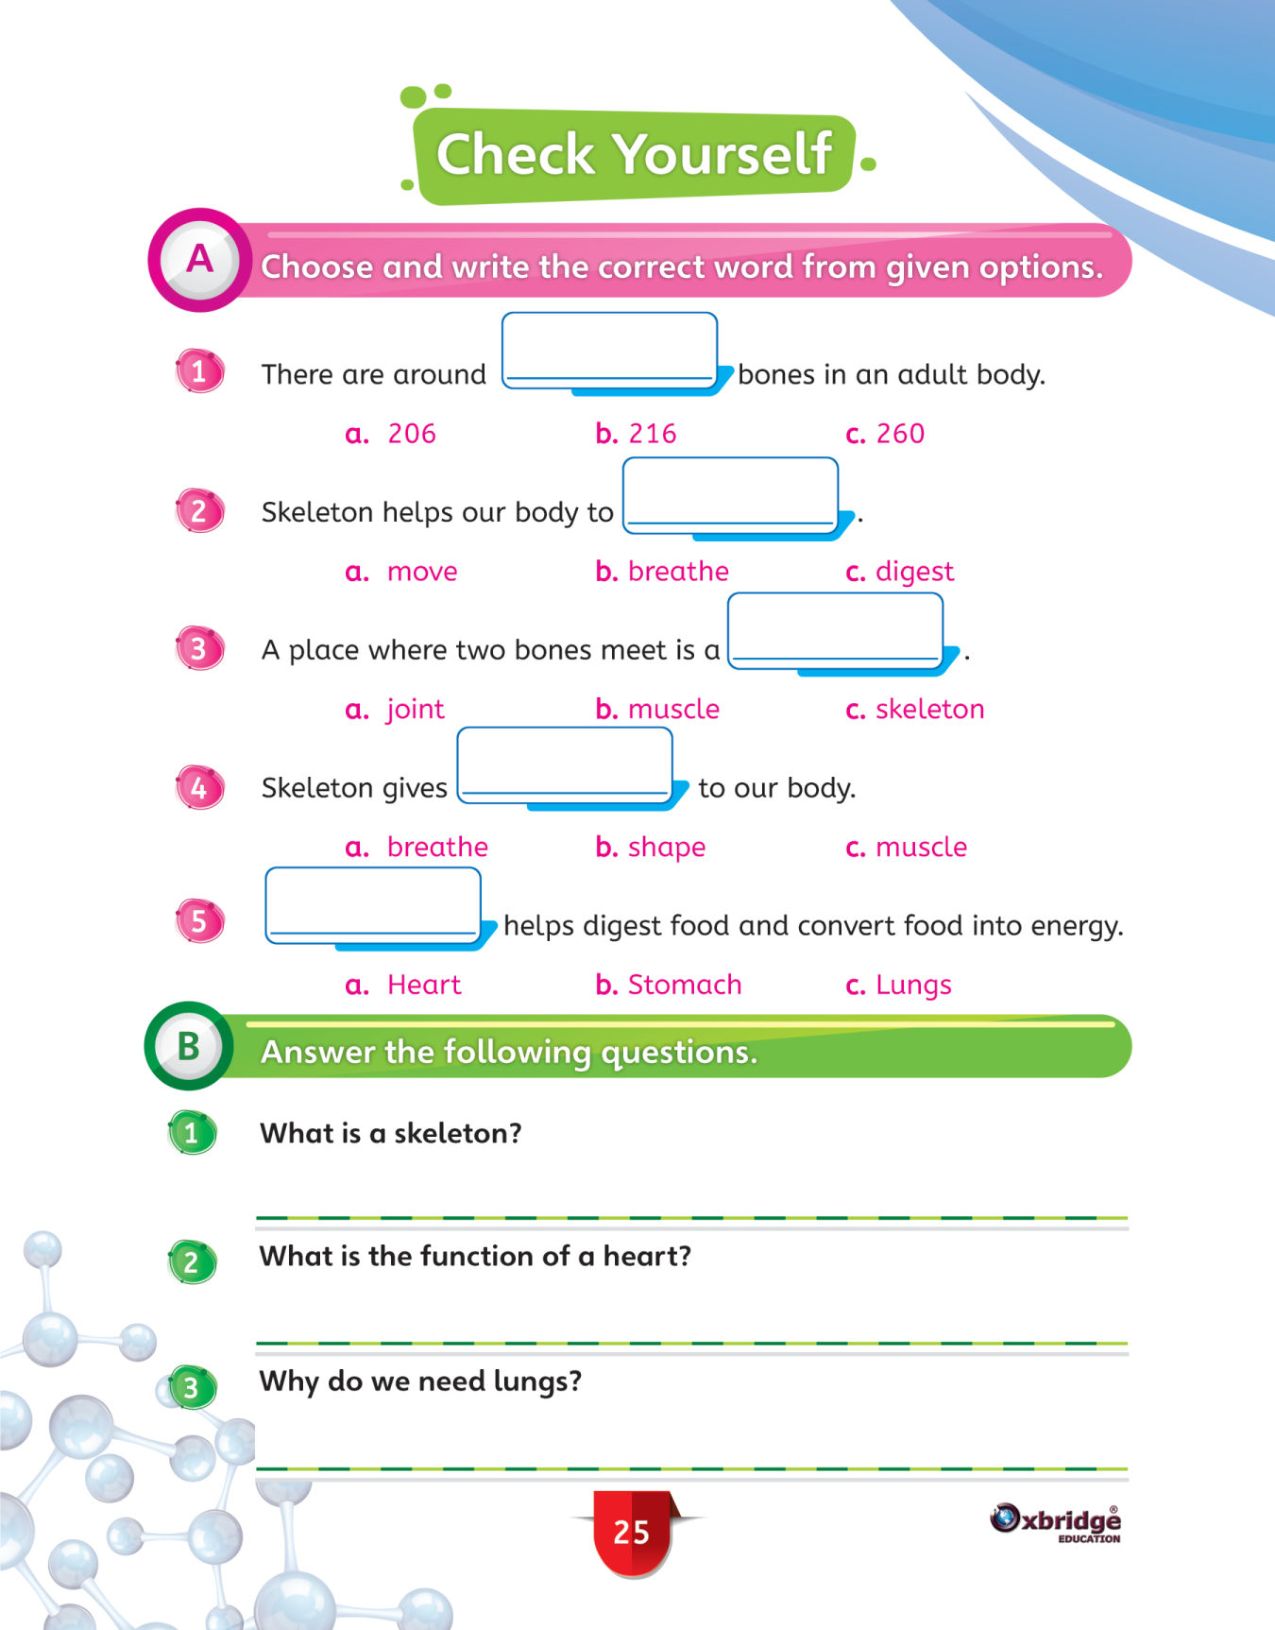 Check Yourself
A
Choose and write the correct word from given options.
1 There are around bones in an adult body.
a. 206 b. 216 c. 260
2 Skeleton helps our body to .
a. move b. breathe c. digest
3 A place where two bones meet is a .
a. joint b. muscle c. skeleton
4 Skeleton gives to our body.
a. breathe b. shape c. muscle
5 helps digest food and convert food into energy.
a. Heart b. Stomach c. Lungs
B
Answer the following questions.
1 What is a skeleton?
2 What is the function of a heart?
3 Why do we need lungs?
25
Oxbridge®
EDUCATION